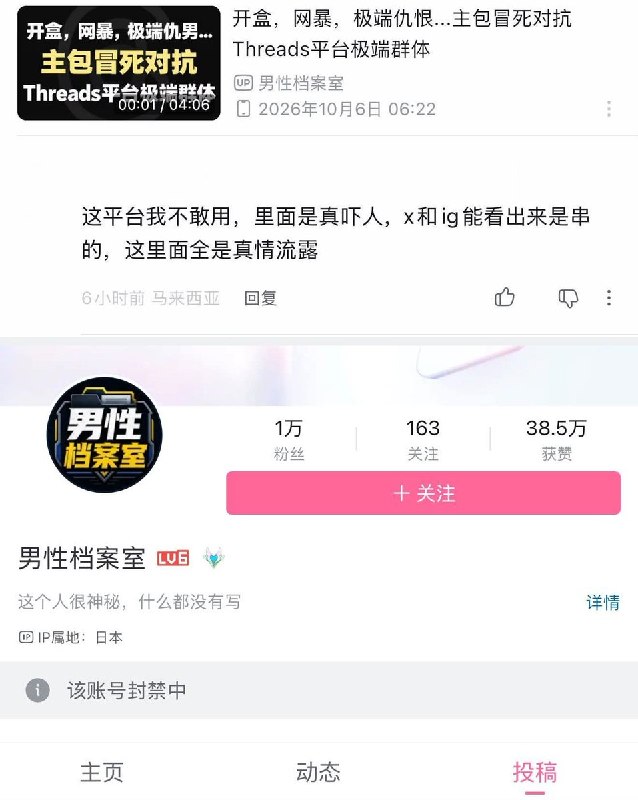 开盒，网暴，极端仇男...
主包冒死对抗
Threads平台极端群体
00:01 / 04:06
开盒，网暴，极端仇恨...主包冒死对抗
Threads平台极端群体
UP 男性档案室
2026年10月6日 06:22
这平台我不敢用，里面是真吓人，x和ig能看出来是串
的，这里面全是真情流露
6小时前 马来西亚 回复
男性
档案室
1万 163 38.5万
粉丝 关注 获赞
＋ 关注
男性档案室 LV6
这个人很神秘，什么都没有写 详情
IP IP属地：日本
该账号封禁中
主页 动态 投稿